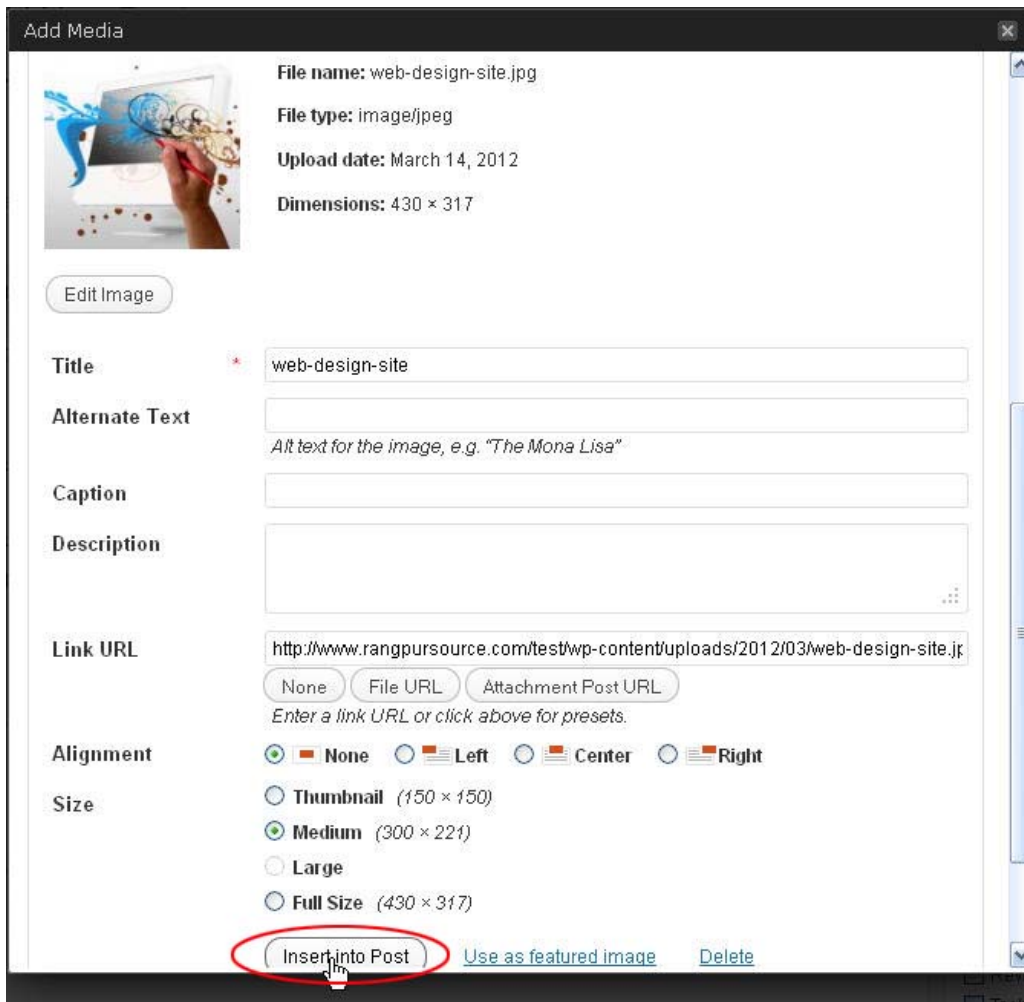 Add Media
File name: web-design-site.jpg
File type: image/jpeg
Upload date: March 14, 2012
Dimensions: 430 × 317
Edit Image
Title * web-design-site
Alternate Text
Alt text for the image, e.g. "The Mona Lisa"
Caption
Description
Link URL http://www.rangpursource.com/test/wp-content/uploads/2012/03/web-design-site.jp
None File URL Attachment Post URL
Enter a link URL or click above for presets.
Alignment None Left Center Right
Size Thumbnail (150 × 150)
Medium (300 × 221)
Large
Full Size (430 × 317)
Insert into Post Use as featured image Delete